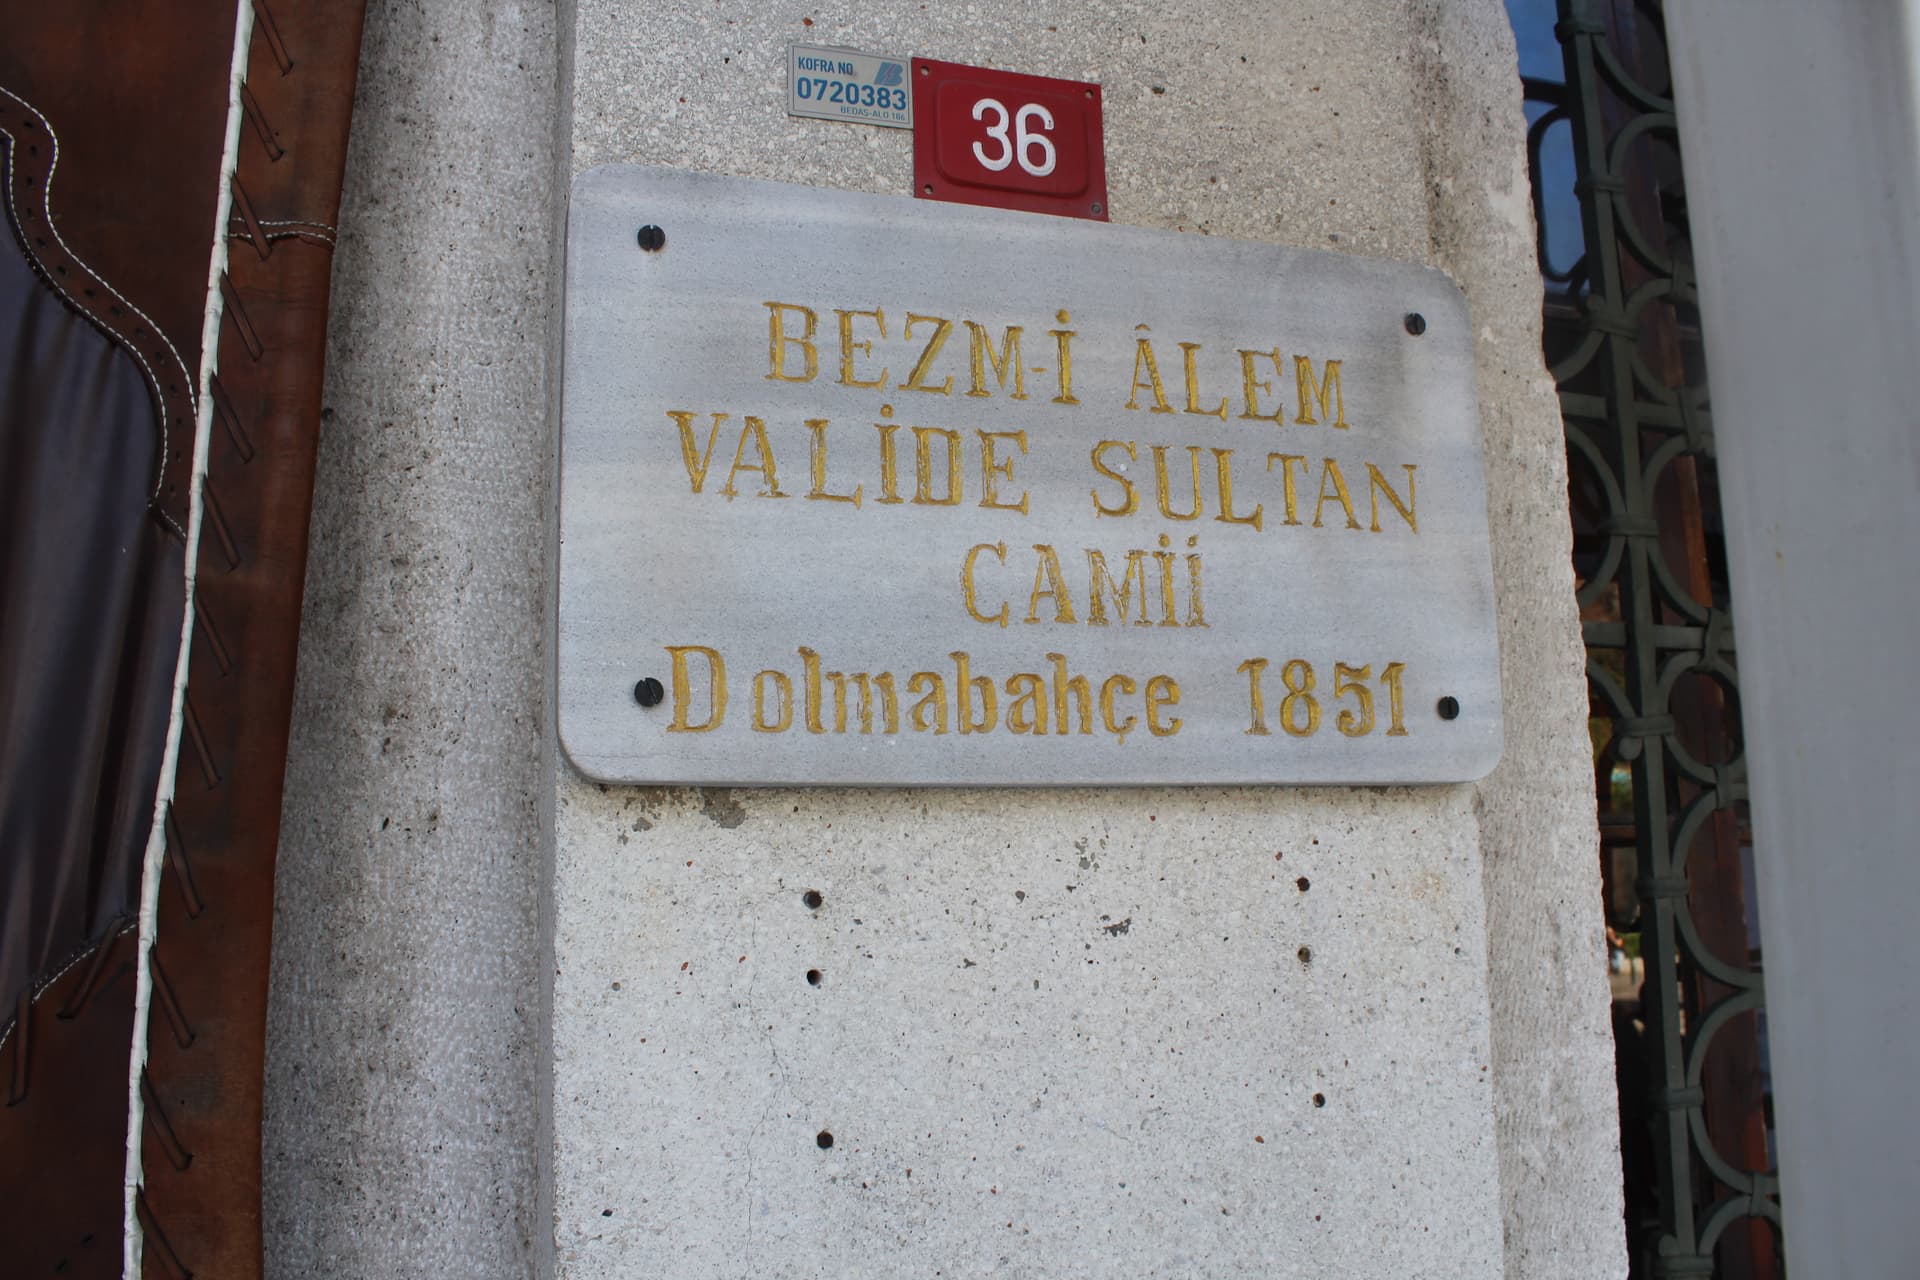 KOFRA NO
0720383
BEDAS-ALO 186
36
BEZM-İ ÂLEM
VALİDE SULTAN
CAMİİ
Dolmabahçe 1851